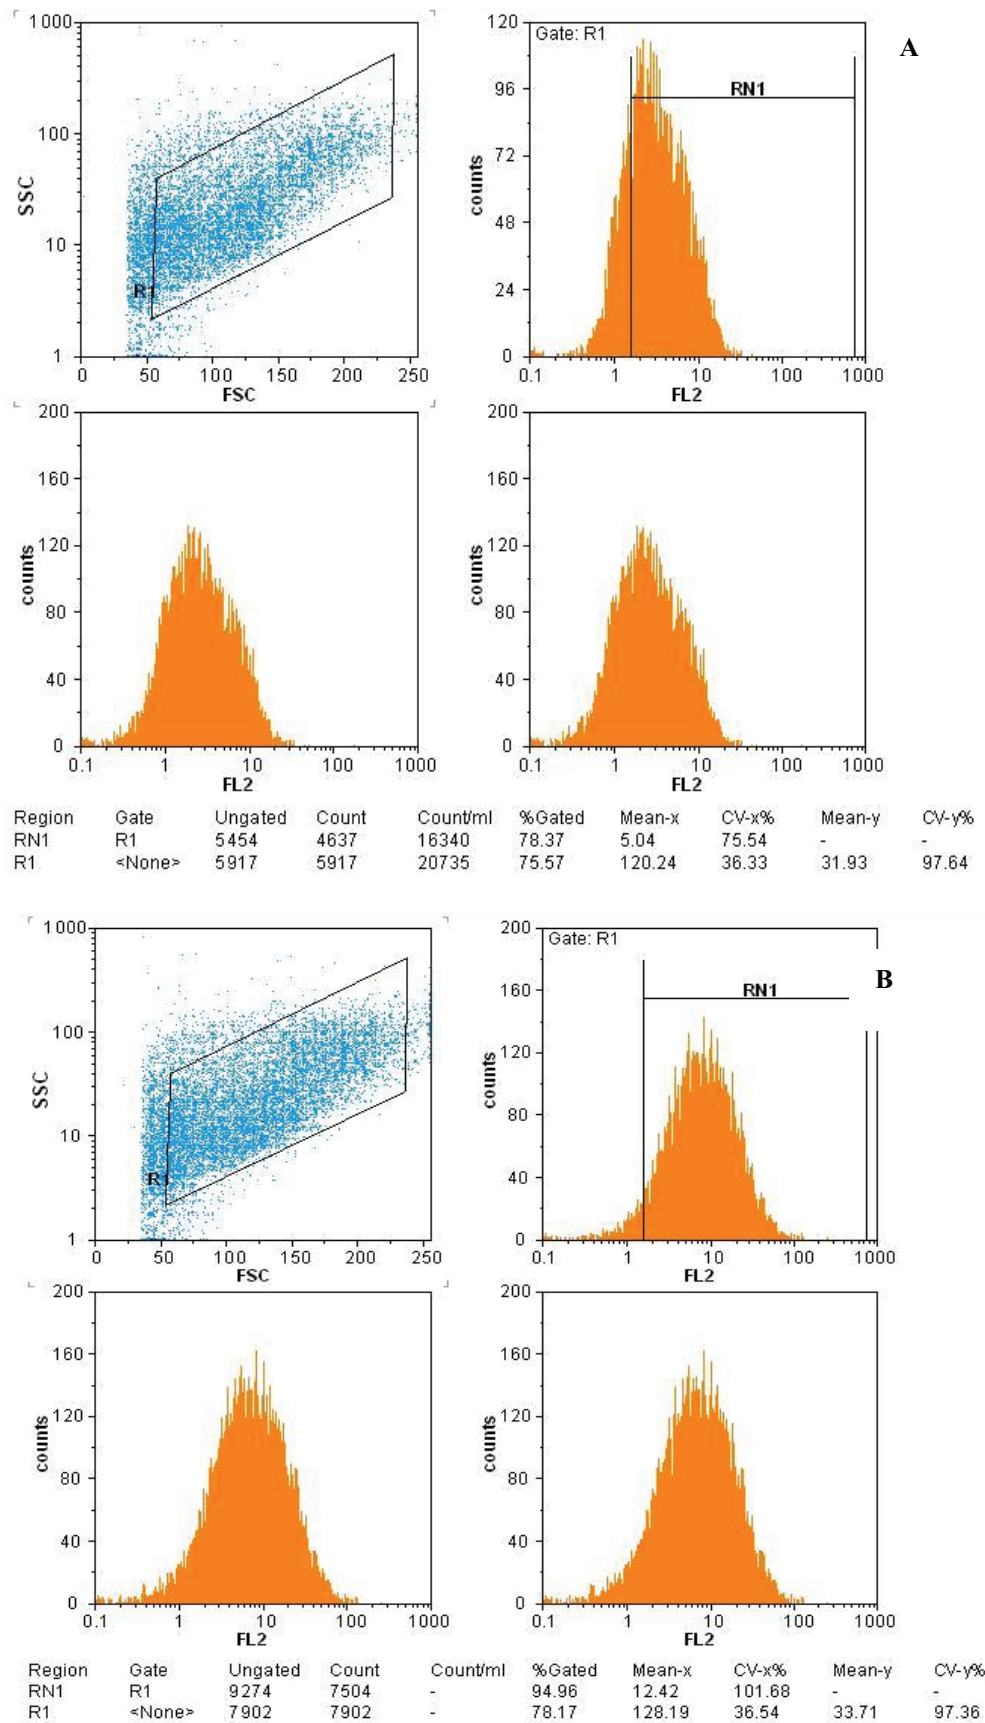 1000
100
10
1
SSC
R1
0 50 100 150 200 250
FSC
Gate: R1
A
RN1
120
96
72
48
24
0
counts
0.1 1 10 100 1000
FL2
200
160
120
80
40
0
counts
0.1 1 10 100 1000
FL2
200
160
120
80
40
0
counts
0.1 1 10 100 1000
FL2
Region Gate Ungated Count Count/ml %Gated Mean-x CV-x% Mean-y CV-y%
RN1 R1 5454 4637 16340 78.37 5.04 75.54 - -
R1 <None> 5917 5917 20735 75.57 120.24 36.33 31.93 97.64
1000
100
10
1
SSC
R1
0 50 100 150 200 250
FSC
Gate: R1
B
RN1
200
160
120
80
40
0
counts
0.1 1 10 100 1000
FL2
200
160
120
80
40
0
counts
0.1 1 10 100 1000
FL2
200
160
120
80
40
0
counts
0.1 1 10 100 1000
FL2
Region Gate Ungated Count Count/ml %Gated Mean-x CV-x% Mean-y CV-y%
RN1 R1 9274 7504 - 94.96 12.42 101.68 - -
R1 <None> 7902 7902 - 78.17 128.19 36.54 33.71 97.36